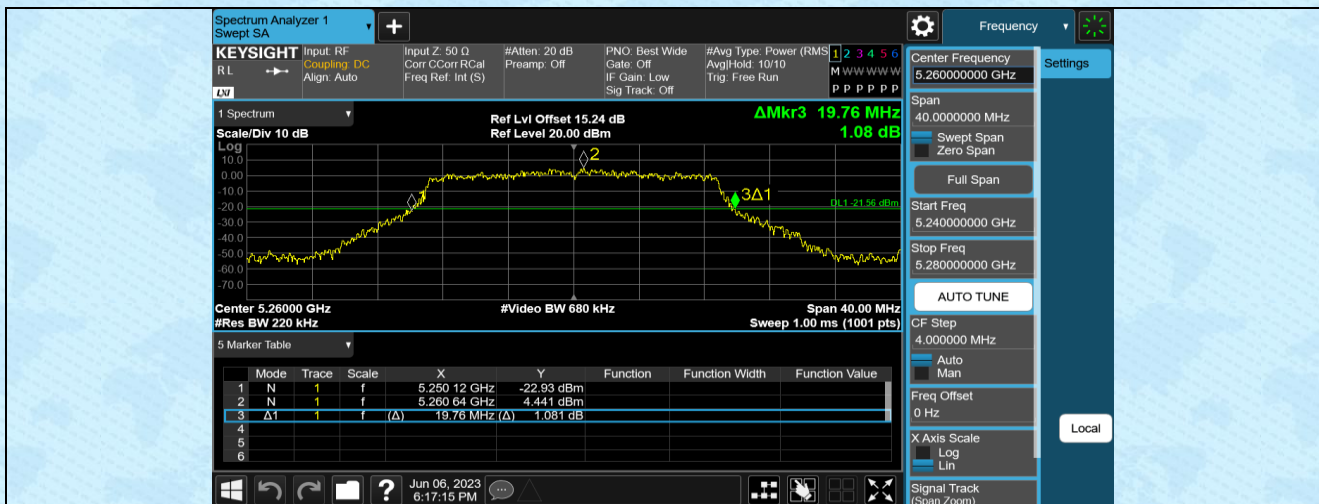 Spectrum Analyzer 1
Swept SA
+
Frequency
KEYSIGHT
R L
LXI
Input: RF
Coupling: DC
Align: Auto
Input Z: 50 Ω
Corr CCorr RCal
Freq Ref: Int (S)
#Atten: 20 dB
Preamp: Off
PNO: Best Wide
Gate: Off
IF Gain: Low
Sig Track: Off
#Avg Type: Power (RMS
Avg|Hold: 10/10
Trig: Free Run
1 2 3 4 5 6
M W W W W W
P P P P P P
1 Spectrum
Scale/Div 10 dB
Ref Lvl Offset 15.24 dB
Ref Level 20.00 dBm
ΔMkr3 19.76 MHz
1.08 dB
Log
10.0
0.00
-10.0
-20.0
-30.0
-40.0
-50.0
-60.0
-70.0
1
2
3Δ1
DL1 -21.56 dBm
Center 5.26000 GHz
#Video BW 680 kHz
Span 40.00 MHz
#Res BW 220 kHz
Sweep 1.00 ms (1001 pts)
5 Marker Table
Mode Trace Scale X Y Function Function Width Function Value
1 N 1 f 5.250 12 GHz -22.93 dBm
2 N 1 f 5.260 64 GHz 4.441 dBm
3 Δ1 1 f (Δ) 19.76 MHz (Δ) 1.081 dB
4
5
6
?
Jun 06, 2023
6:17:15 PM
Center Frequency
5.260000000 GHz
Settings
Span
40.0000000 MHz
Swept Span
Zero Span
Full Span
Start Freq
5.240000000 GHz
Stop Freq
5.280000000 GHz
AUTO TUNE
CF Step
4.000000 MHz
Auto
Man
Freq Offset
0 Hz
X Axis Scale
Log
Lin
Local
Signal Track
(Span Zoom)